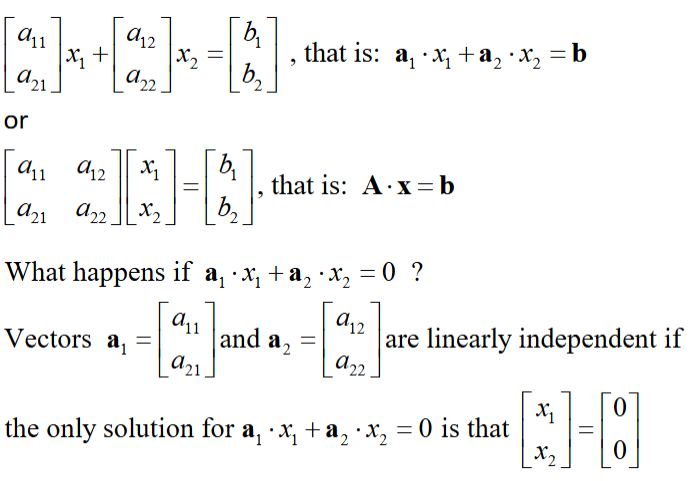 [a₁₁ a₂₁] x₁ + [a₁₂ a₂₂] x₂ = [b₁ b₂] , that is: a₁ · x₁ + a₂ · x₂ = b
or
[a₁₁ a₁₂ a₂₁ a₂₂] [x₁ x₂] = [b₁ b₂] , that is: A · x = b
What happens if a₁ · x₁ + a₂ · x₂ = 0 ?
Vectors a₁ = [a₁₁ a₂₁] and a₂ = [a₁₂ a₂₂] are linearly independent if
the only solution for a₁ · x₁ + a₂ · x₂ = 0 is that [x₁ x₂] = [0 0]